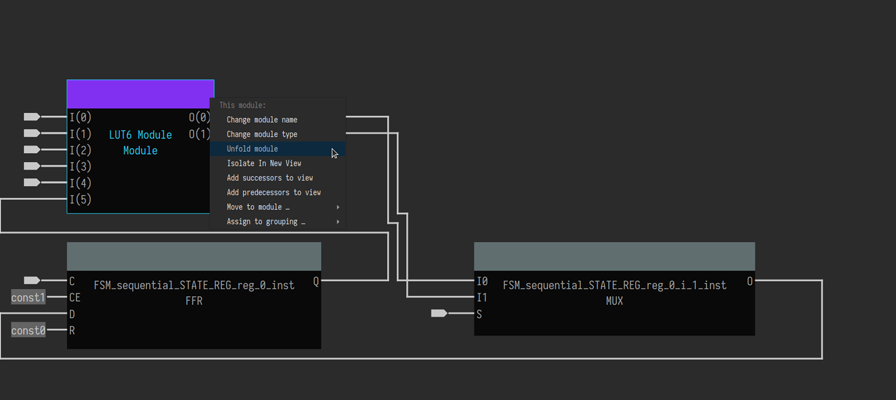 This module:
I(0)
O(0)
Change module name
I(1)
LUT6 Module
O(1)
Change module type
I(2)
Module
Unfold module
I(3)
Isolate In New View
I(4)
Add successors to view
I(5)
Add predecessors to view
Move to module …
Assign to grouping …
C
FSM_sequential_STATE_REG_reg_0_inst
Q
const1
CE
FFR
D
const0
R
I0
FSM_sequential_STATE_REG_reg_0_i_1_inst
O
I1
MUX
S